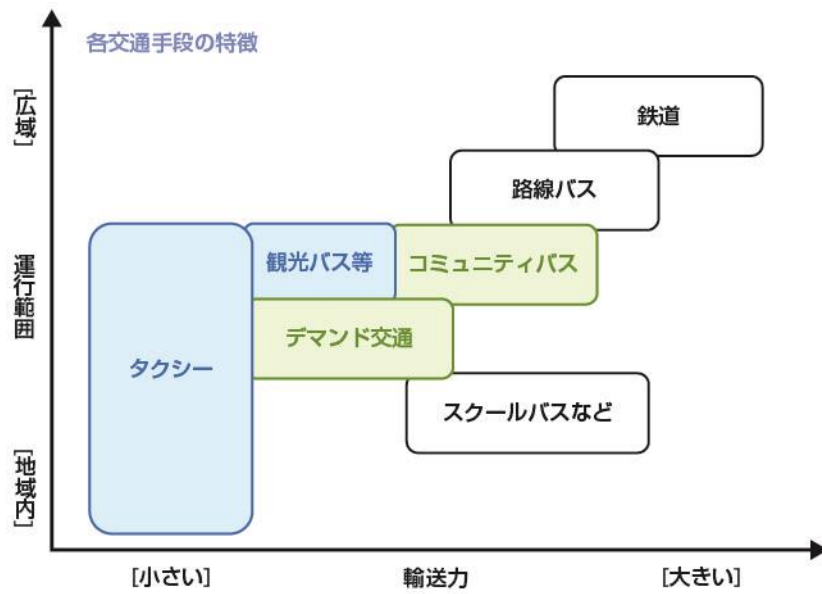 各交通手段の特徴
[広域]
運行範囲
[地域内]
鉄道
路線バス
観光バス等
コミュニティバス
デマンド交通
タクシー
スクールバスなど
[小さい]
輸送力
[大きい]